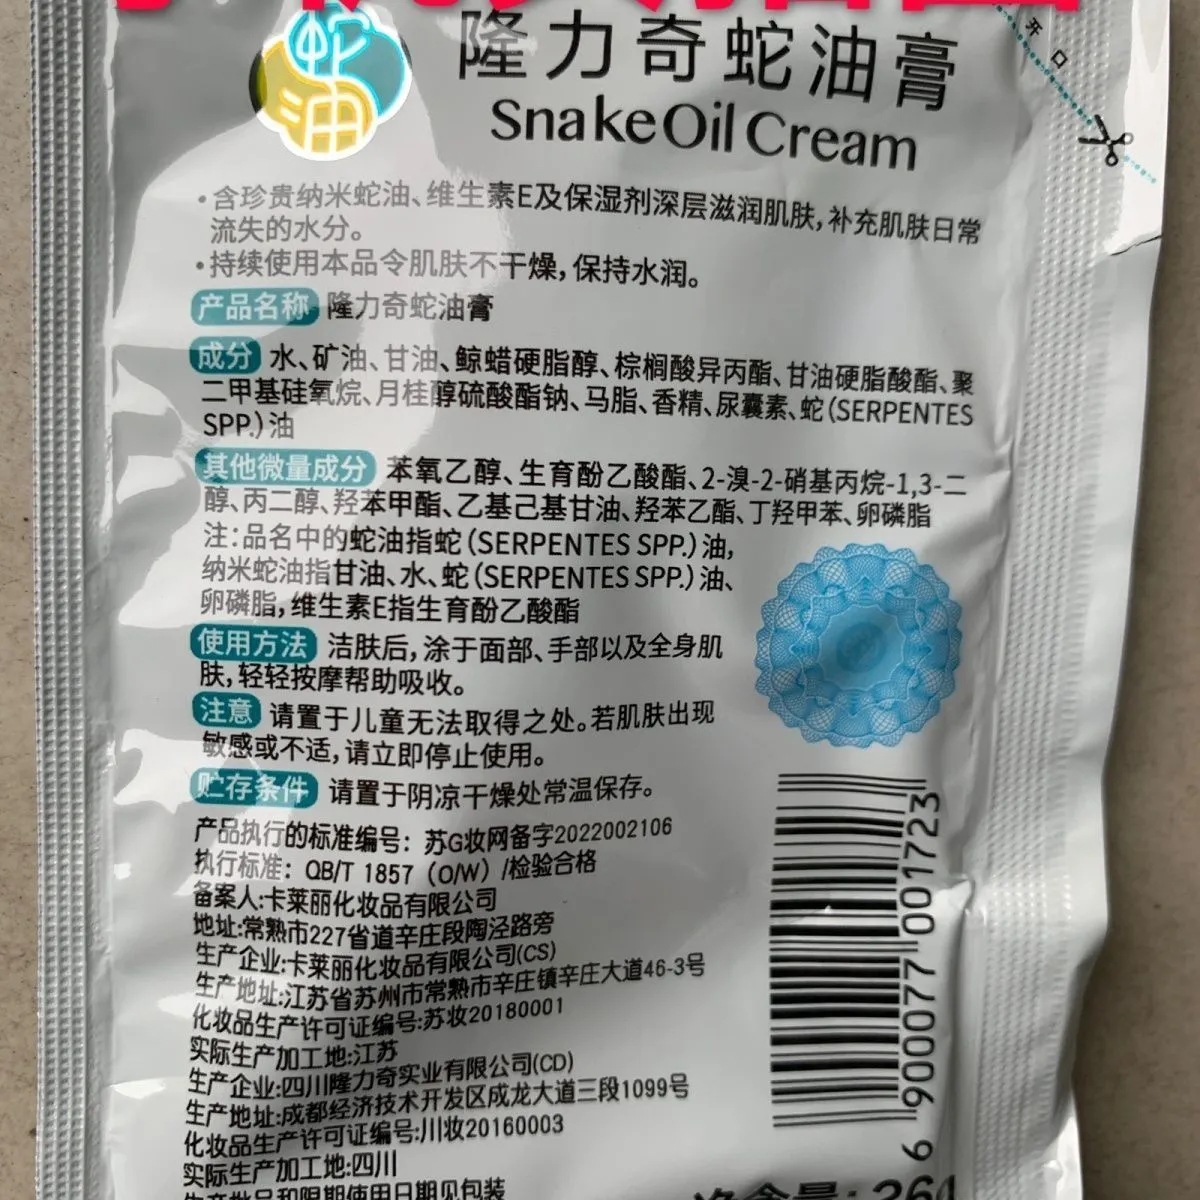 蛇油
隆力奇蛇油膏
Snake Oil Cream
开口
·含珍贵纳米蛇油、维生素E及保湿剂深层滋润肌肤,补充肌肤日常
流失的水分。
·持续使用本品令肌肤不干燥,保持水润。
产品名称 隆力奇蛇油膏
成分 水、矿油、甘油、鲸蜡硬脂醇、棕榈酸异丙酯、甘油硬脂酸酯、聚
二甲基硅氧烷、月桂醇硫酸酯钠、马脂、香精、尿囊素、蛇(SERPENTES
SPP.)油
其他微量成分 苯氧乙醇、生育酚乙酸酯、2-溴-2-硝基丙烷-1,3-二
醇、丙二醇、羟苯甲酯、乙基己基甘油、羟苯乙酯、丁羟甲苯、卵磷脂
注:品名中的蛇油指蛇(SERPENTES SPP.)油,
纳米蛇油指甘油、水、蛇(SERPENTES SPP.)油、
卵磷脂,维生素E指生育酚乙酸酯
使用方法 洁肤后,涂于面部、手部以及全身肌
肤,轻轻按摩帮助吸收。
注意 请置于儿童无法取得之处。若肌肤出现
敏感或不适,请立即停止使用。
贮存条件 请置于阴凉干燥处常温保存。
产品执行的标准编号:苏G妆网备字2022002106
执行标准:QB/T 1857(O/W)/检验合格
备案人:卡莱丽化妆品有限公司
地址:常熟市227省道辛庄段陶泾路旁
生产企业:卡莱丽化妆品有限公司(CS)
生产地址:江苏省苏州市常熟市辛庄镇辛庄大道46-3号
化妆品生产许可证编号:苏妆20180001
实际生产加工地:江苏
生产企业:四川隆力奇实业有限公司(CD)
生产地址:成都经济技术开发区成龙大道三段1099号
化妆品生产许可证编号:川妆20160003
实际生产加工地:四川
生产批号和限期使用日期见包装
净含量:36
6 900077 001723